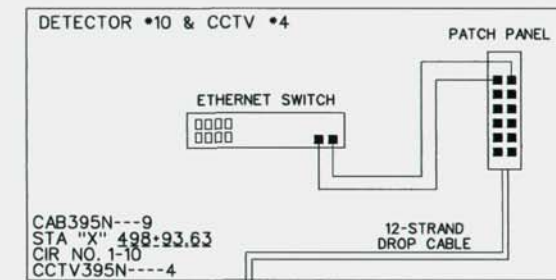 DETECTOR •10 & CCTV •4
PATCH PANEL
ETHERNET SWITCH
12-STRAND
DROP CABLE
CAB395N---9
STA "X" 498+93.63
CIR NO. 1-10
CCTV395N----4